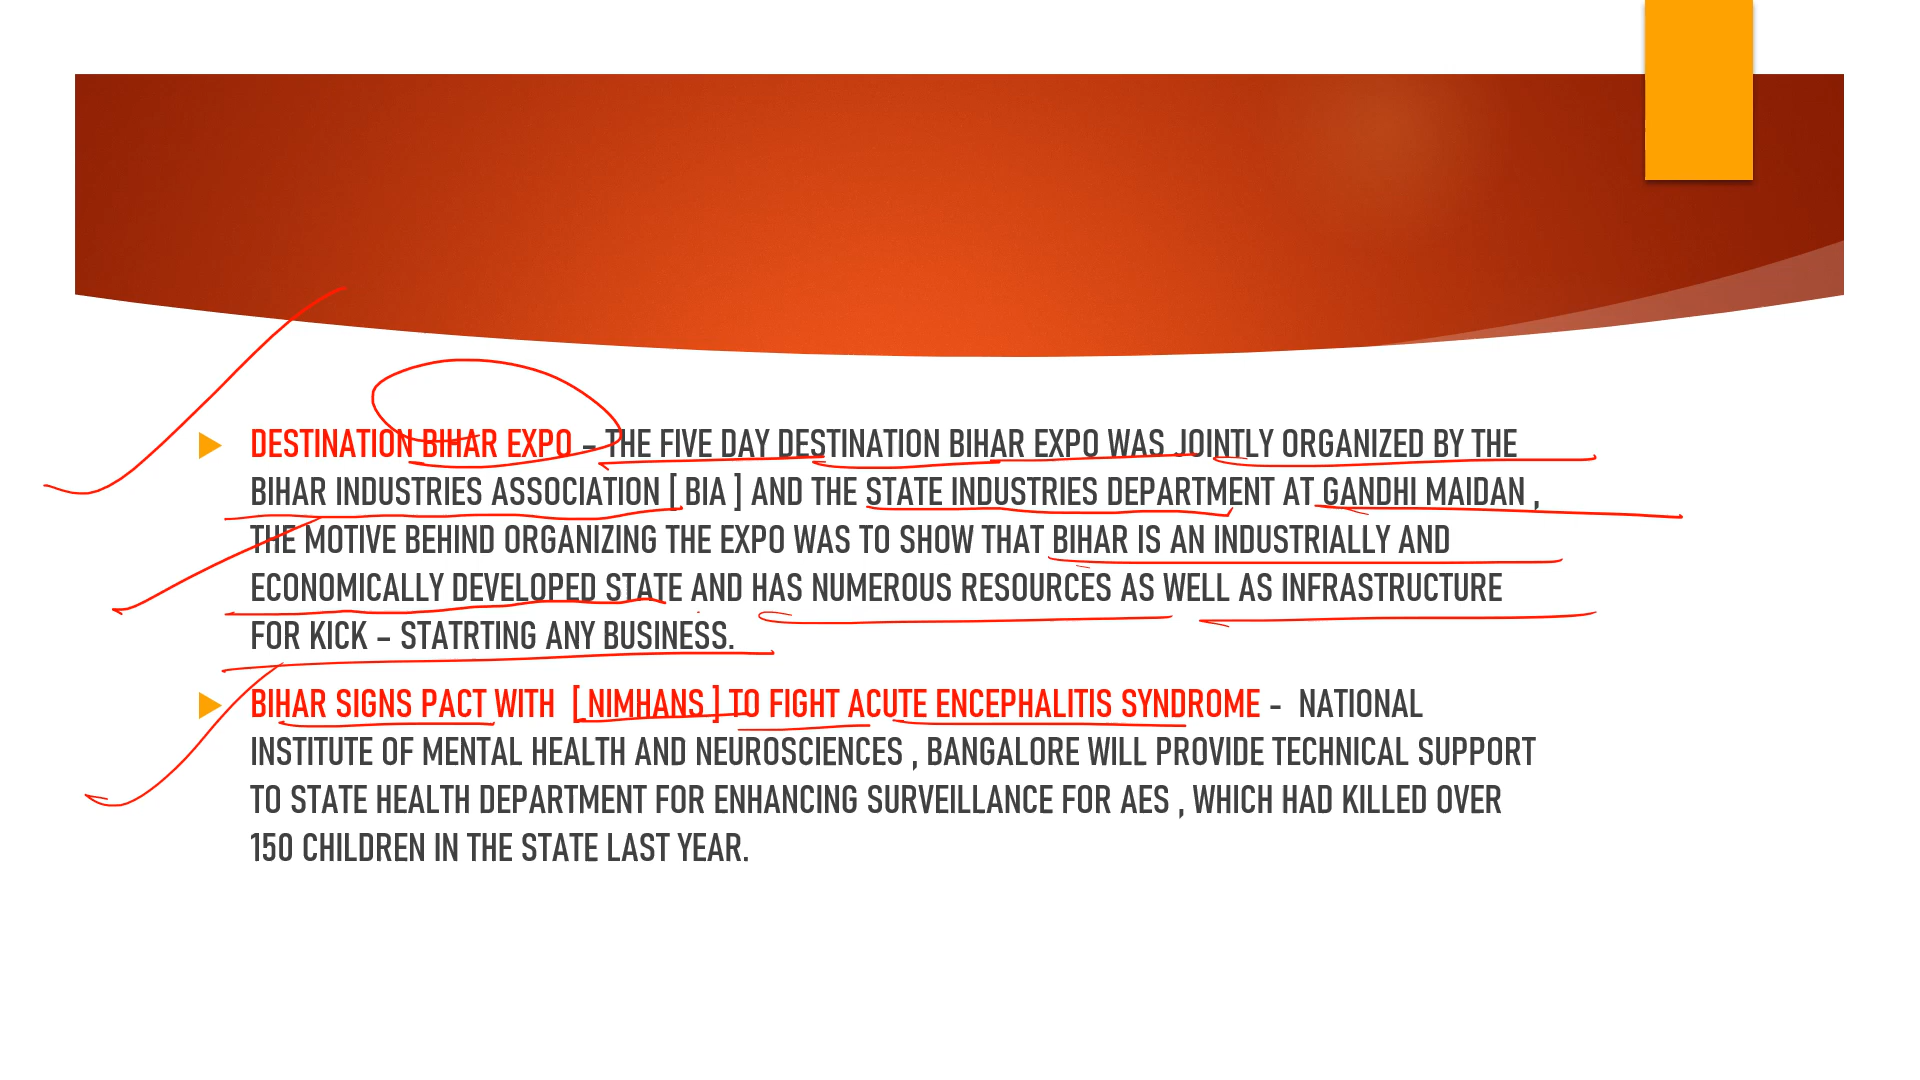 DESTINATION BIHAR EXPO – THE FIVE DAY DESTINATION BIHAR EXPO WAS JOINTLY ORGANIZED BY THE
BIHAR INDUSTRIES ASSOCIATION [ BIA ] AND THE STATE INDUSTRIES DEPARTMENT AT GANDHI MAIDAN ,
THE MOTIVE BEHIND ORGANIZING THE EXPO WAS TO SHOW THAT BIHAR IS AN INDUSTRIALLY AND
ECONOMICALLY DEVELOPED STATE AND HAS NUMEROUS RESOURCES AS WELL AS INFRASTRUCTURE
FOR KICK – STATRTING ANY BUSINESS.
BIHAR SIGNS PACT WITH [ NIMHANS ] TO FIGHT ACUTE ENCEPHALITIS SYNDROME – NATIONAL
INSTITUTE OF MENTAL HEALTH AND NEUROSCIENCES , BANGALORE WILL PROVIDE TECHNICAL SUPPORT
TO STATE HEALTH DEPARTMENT FOR ENHANCING SURVEILLANCE FOR AES , WHICH HAD KILLED OVER
150 CHILDREN IN THE STATE LAST YEAR.